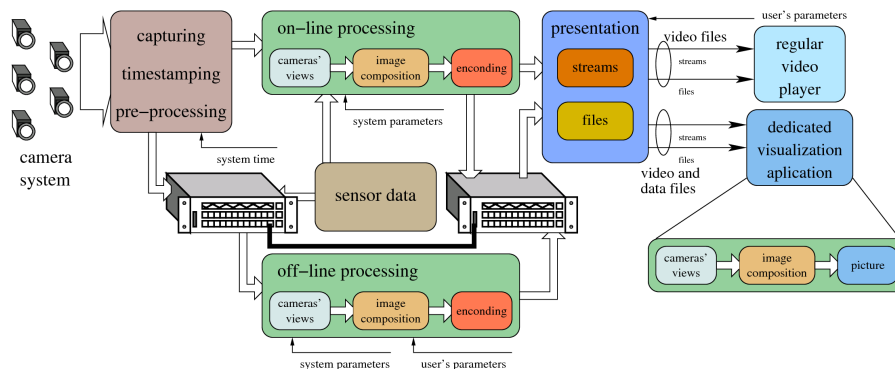 camera
system
capturing
timestamping
pre−processing
system time
on−line processing
cameras'
views
image
composition
enconding
system parameters
sensor data
off−line processing
cameras'
views
image
composition
enconding
system parameters
user's parameters
presentation
streams
files
user's parameters
video files
streams
files
streams
files
video and
data files
regular
video
player
dedicated
visualization
aplication
cameras'
views
image
composition
picture